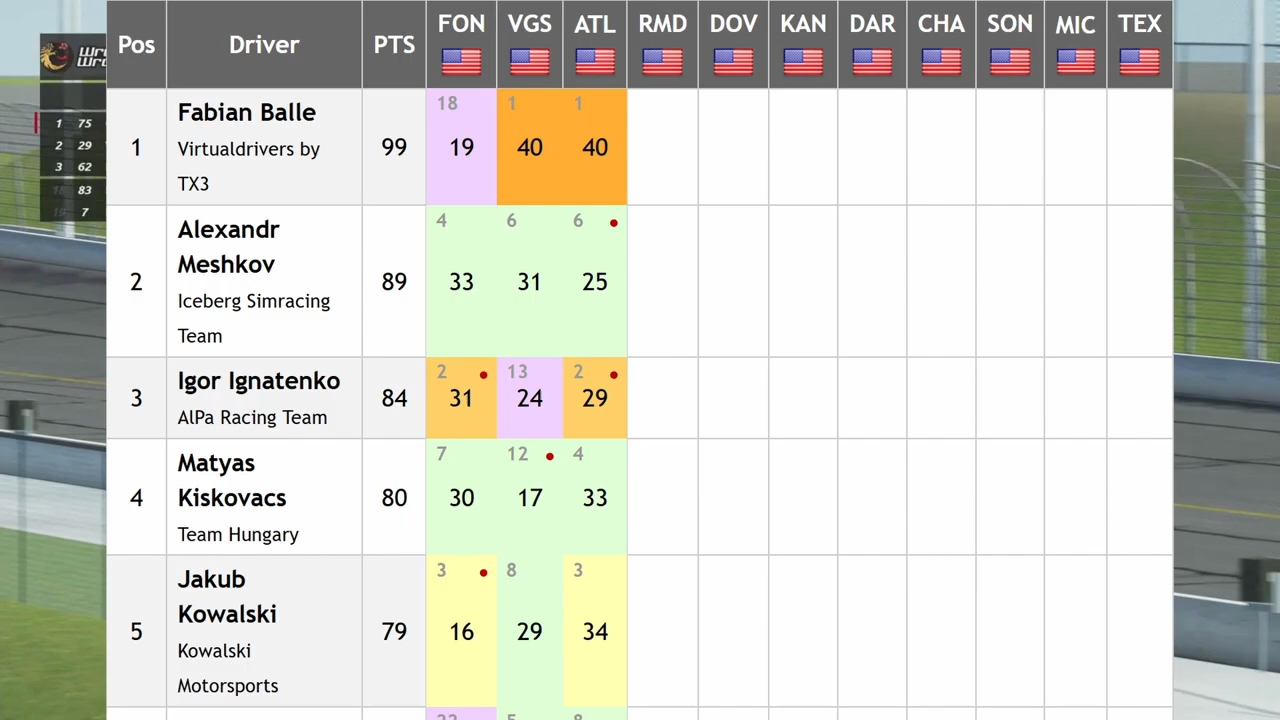 Pos Driver PTS FON VGS ATL RMD DOV KAN DAR CHA SON MIC TEX
1 75
2 29
3 62
83
7
18 1 1
1 Fabian Balle 99 19 40 40
Virtualdrivers by
TX3
4 6 6
Alexandr
Meshkov
2 89 33 31 25
Iceberg Simracing
Team
2 13 2
3 Igor Ignatenko 84 31 24 29
AlPa Racing Team
7 12 4
Matyas
4 Kiskovacs 80 30 17 33
Team Hungary
3 8 3
Jakub
Kowalski
5 79 16 29 34
Kowalski
Motorsports